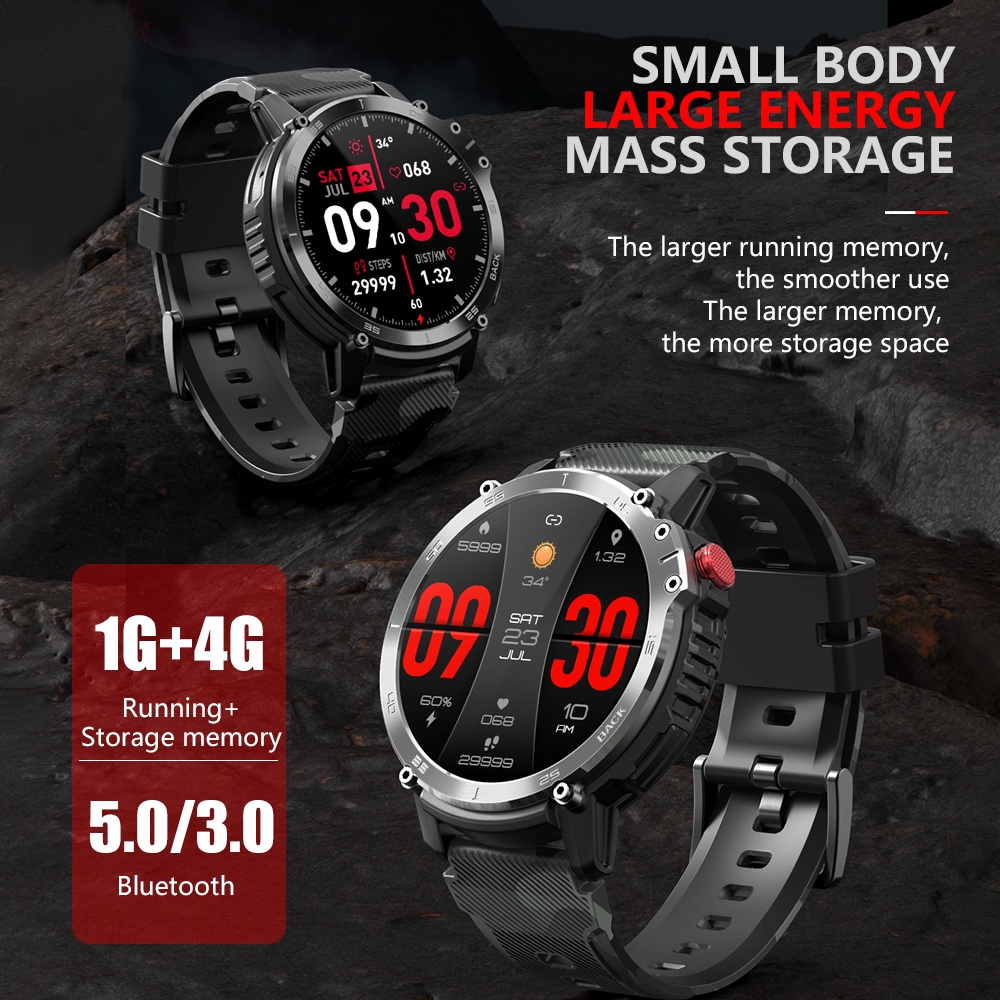 SMALL BODY
LARGE ENERGY
MASS STORAGE
The larger running memory,
the smoother use
The larger memory,
the more storage space
34°
SAT 23
JUL
068
09 AM 30
10
STEPS
DIST/KM
29999
1.32
60
BACK
35
25
5999
1.32
34°
09
SAT
23
JUL
30
60%
068
10
AM
29999
BACK
25
1G+4G
Running+
Storage memory
5.0/3.0
Bluetooth